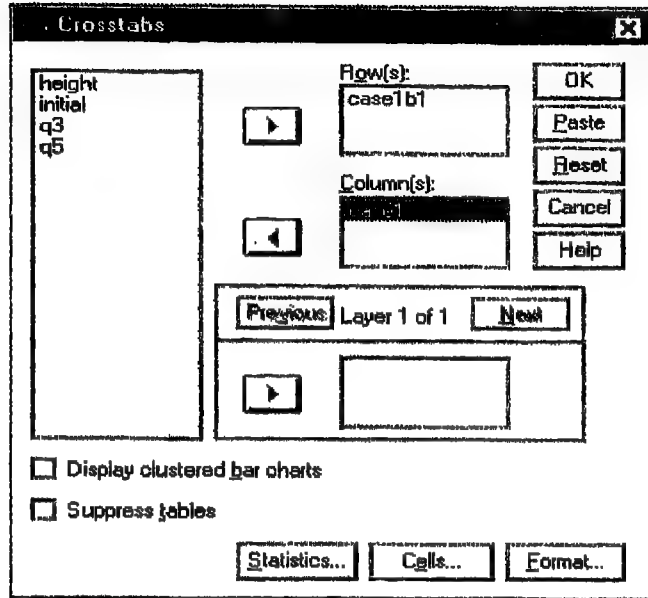 Crosstabs
height
initial
q3
q5
Row(s):
case1b1
Column(s):
OK
Paste
Reset
Cancel
Help
Previous Layer 1 of 1 Next
Display clustered bar charts
Suppress tables
Statistics... Cells... Format...